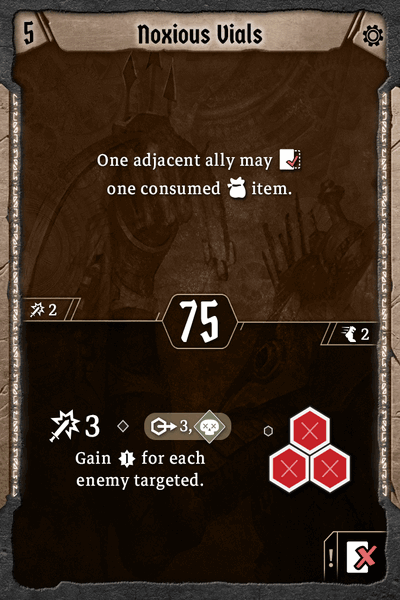 5 Noxious Vials
One adjacent ally may
one consumed item.
2
75
2
3 3,
Gain for each
enemy targeted.
!